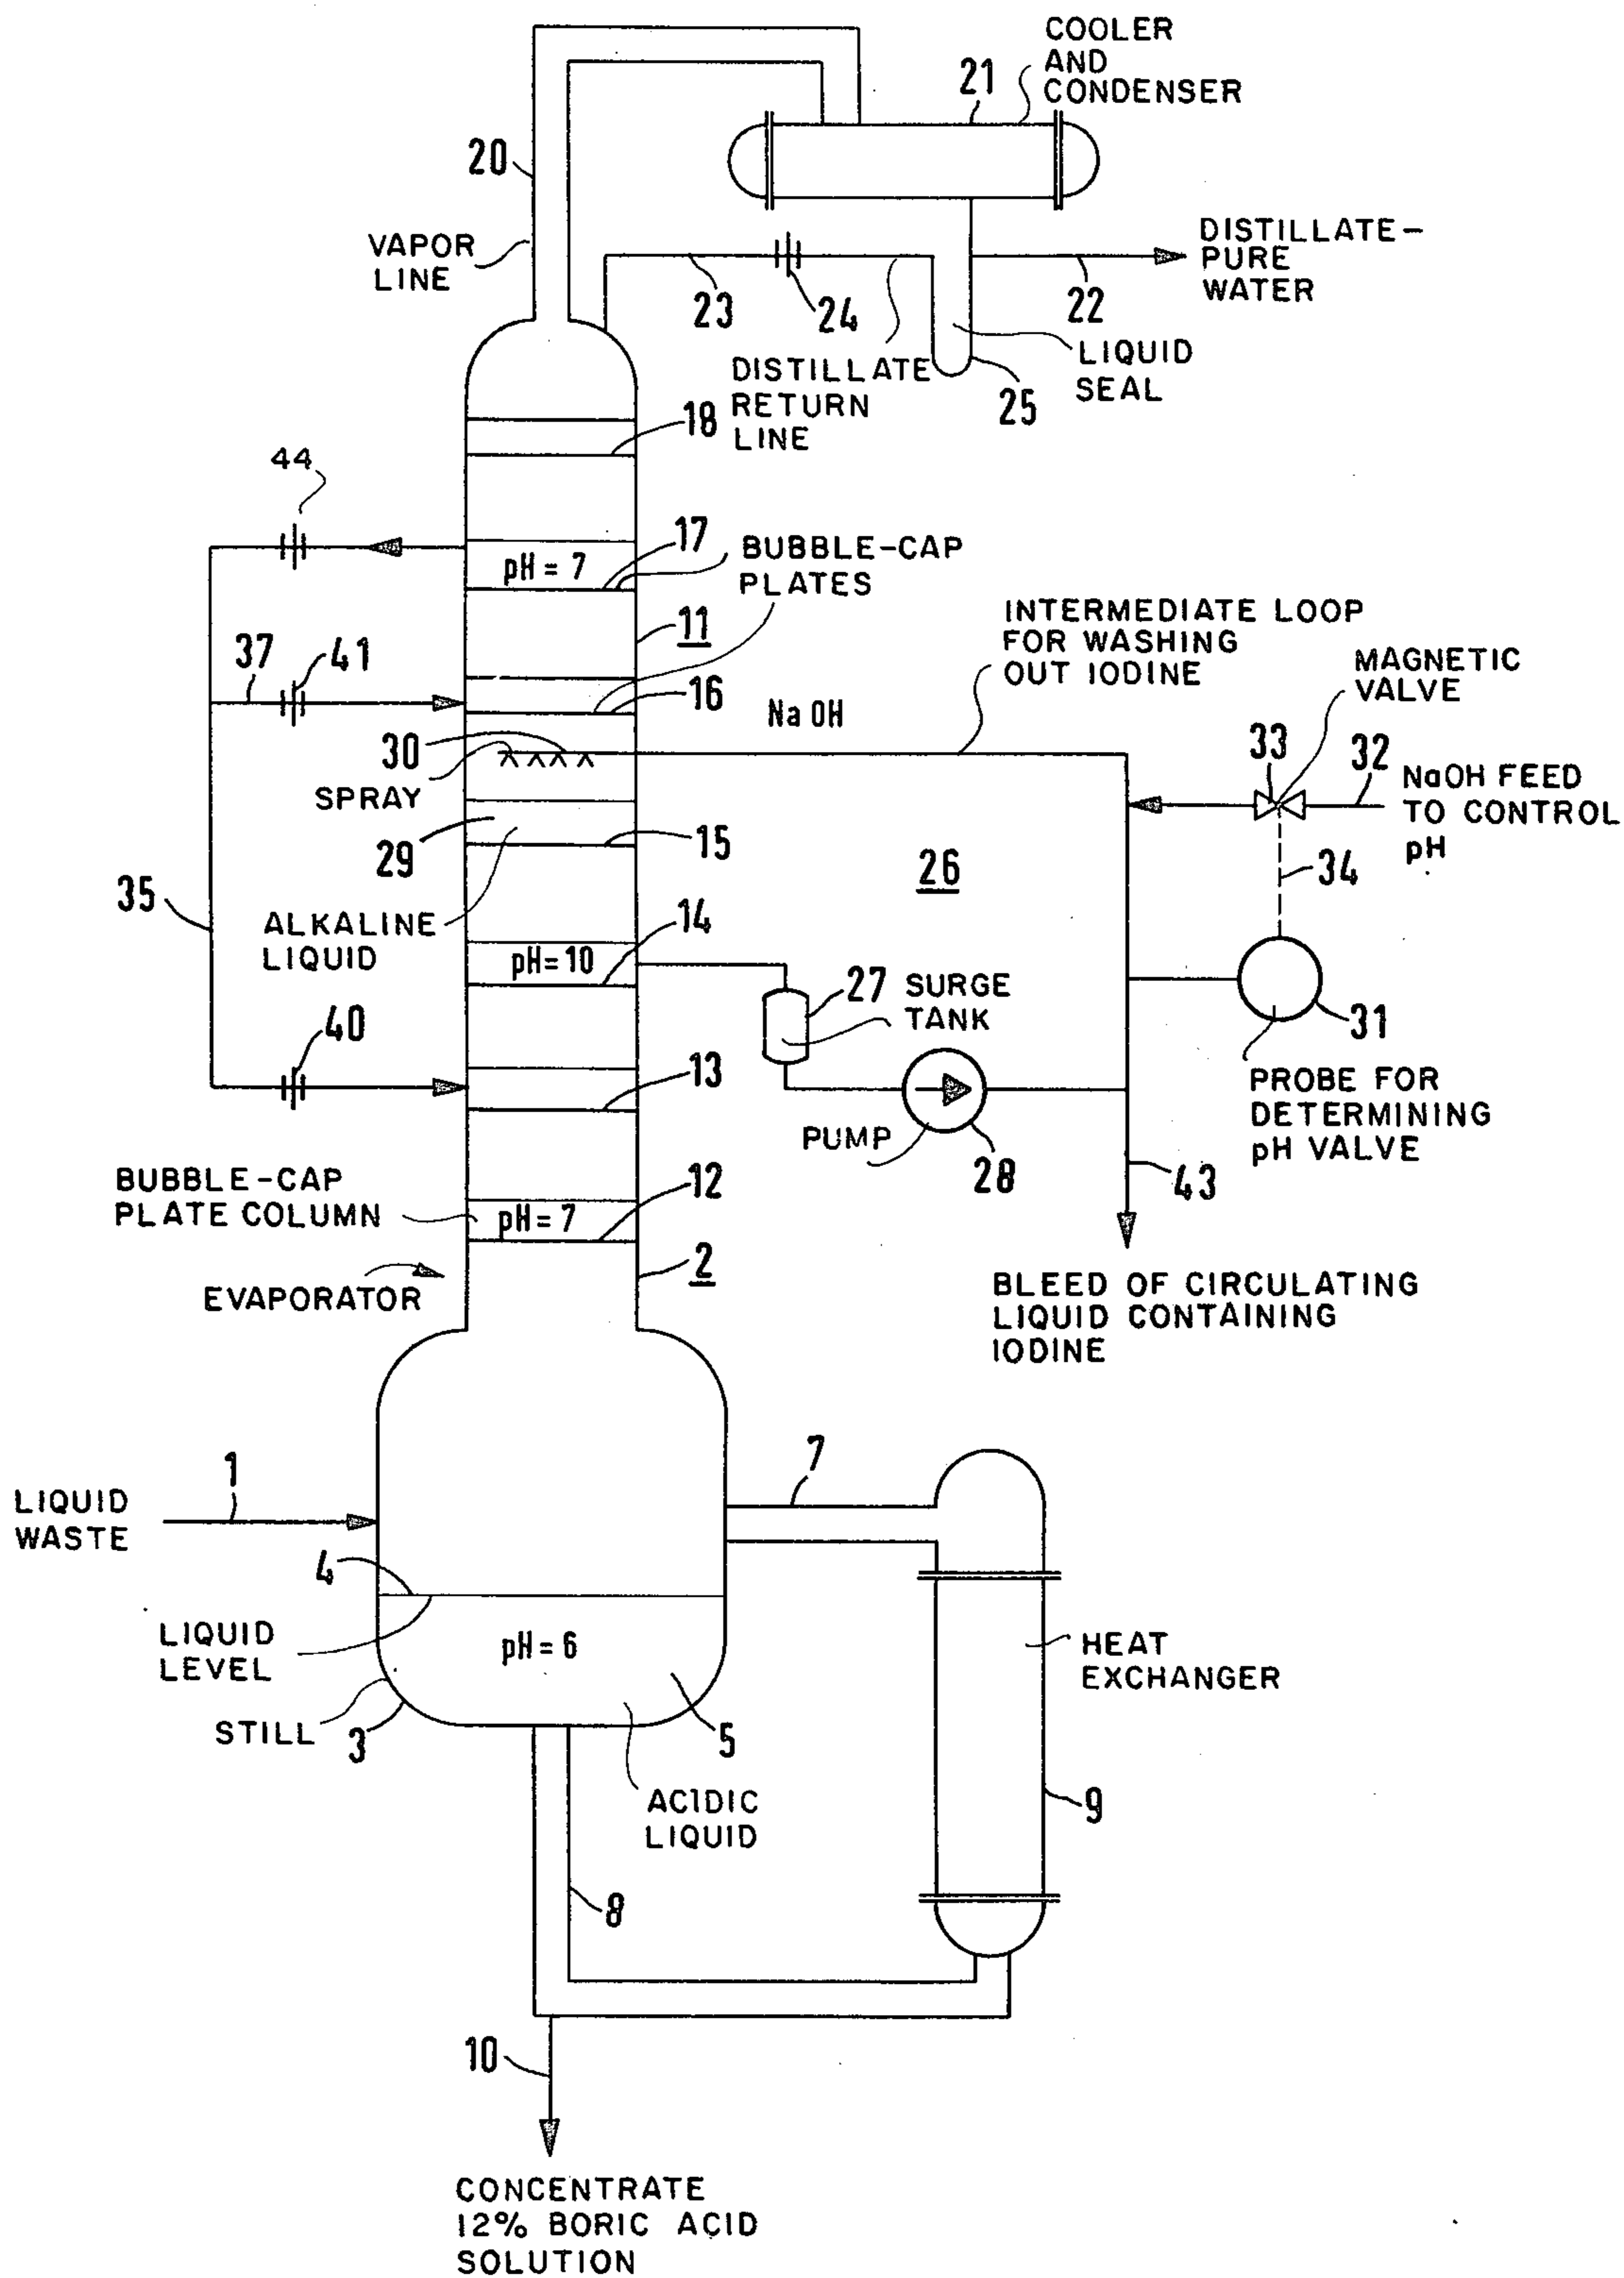 COOLER
AND
CONDENSER
21
20
VAPOR
LINE
DISTILLATE-
PURE
WATER
23
24
22
DISTILLATE
RETURN
LINE
LIQUID
SEAL
25
18
44
17
pH = 7
BUBBLE-CAP
PLATES
11
INTERMEDIATE LOOP
FOR WASHING
OUT IODINE
MAGNETIC
VALVE
37
41
16
NaOH
30
SPRAY
33
32
NaOH FEED
TO CONTROL
pH
29
15
26
34
35
ALKALINE
LIQUID
14
pH=10
27
SURGE
TANK
31
40
13
PROBE FOR
DETERMINING
pH VALVE
PUMP
28
43
BUBBLE-CAP
PLATE COLUMN
12
pH= 7
2
EVAPORATOR
BLEED OF CIRCULATING
LIQUID CONTAINING
IODINE
1
LIQUID
WASTE
7
4
LIQUID
LEVEL
pH= 6
HEAT
EXCHANGER
STILL
3
5
ACIDIC
LIQUID
9
8
10
CONCENTRATE
12% BORIC ACID
SOLUTION